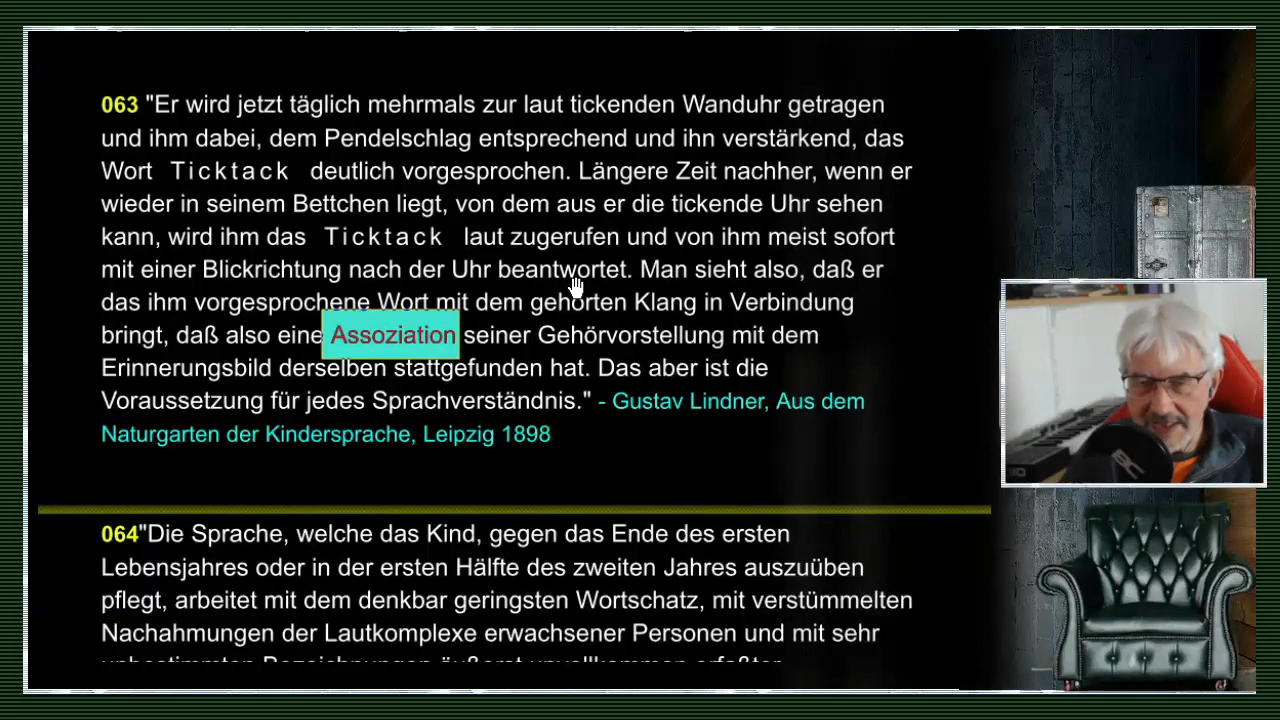 063 "Er wird jetzt täglich mehrmals zur laut tickenden Wanduhr getragen
und ihm dabei, dem Pendelschlag entsprechend und ihn verstärkend, das
Wort Ticktack deutlich vorgesprochen. Längere Zeit nachher, wenn er
wieder in seinem Bettchen liegt, von dem aus er die tickende Uhr sehen
kann, wird ihm das Ticktack laut zugerufen und von ihm meist sofort
mit einer Blickrichtung nach der Uhr beantwortet. Man sieht also, daß er
das ihm vorgesprochene Wort mit dem gehörten Klang in Verbindung
bringt, daß also eine Assoziation seiner Gehörvorstellung mit dem
Erinnerungsbild derselben stattgefunden hat. Das aber ist die
Voraussetzung für jedes Sprachverständnis." - Gustav Lindner, Aus dem
Naturgarten der Kindersprache, Leipzig 1898
064"Die Sprache, welche das Kind, gegen das Ende des ersten
Lebensjahres oder in der ersten Hälfte des zweiten Jahres auszuüben
pflegt, arbeitet mit dem denkbar geringsten Wortschatz, mit verstümmelten
Nachahmungen der Lautkomplexe erwachsener Personen und mit sehr
unbestimmten Bezeichnungen äußerst unvollkommen erfaßter